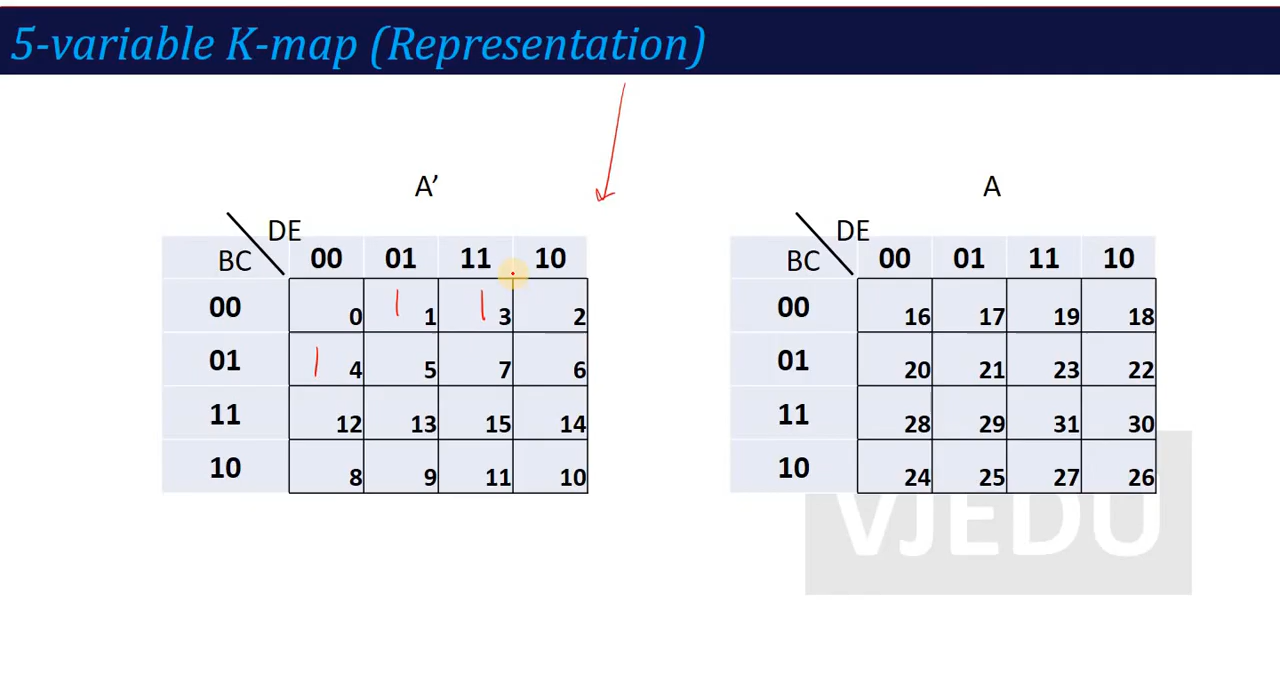 5-variable K-map (Representation)
A’ A
DE DE
BC 00 01 11 10 BC 00 01 11 10
00 0 1 1 1 3 2 00 16 17 19 18
01 1 4 5 7 6 01 20 21 23 22
11 12 13 15 14 11 28 29 31 30
10 8 9 11 10 10 24 25 27 26
VJEDU